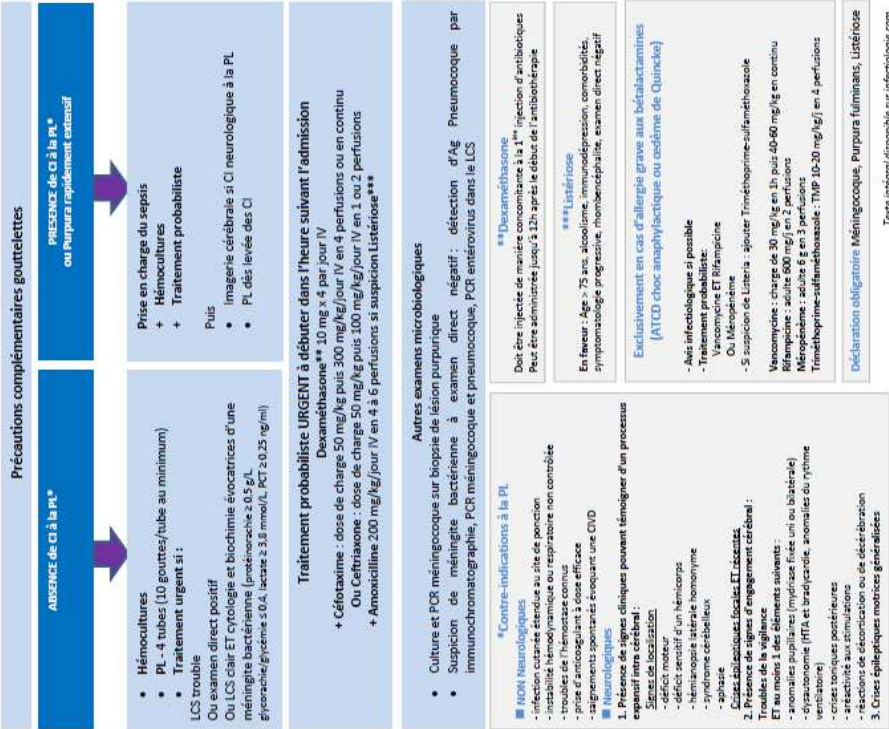 Précautions complémentaires gouttelettes
ABSENCE de CI à la PL*
PRESENCE de CI à la PL*
ou Purpura rapidement extensif
• Hémocultures
• PL - 4 tubes (10 gouttes/tube au minimum)
• Traitement urgent si :
LCS trouble
Ou examen direct positif
Ou LCS clair ET cytologie et biochimie évocatrices d'une
méningite bactérienne (protéinorachie ≥ 0,5 g/L,
glycorachie/glycémie ≤ 0,4, lactate ≥ 3,8 mmol/L, PCT ≥ 0,25 ng/ml)
Prise en charge du sepsis
+ Hémocultures
+ Traitement probabiliste
Puis
• Imagerie cérébrale si CI neurologique à la PL
• PL dès levée des CI
Traitement probabiliste URGENT à débuter dans l'heure suivant l'admission
Dexaméthasone** 10 mg x 4 par jour IV
+ Céfotaxime : dose de charge 50 mg/kg puis 300 mg/kg/jour IV en 4 perfusions ou en continu
Ou Ceftriaxone : dose de charge 50 mg/kg puis 100 mg/kg/jour IV en 1 ou 2 perfusions
+ Amoxicilline 200 mg/kg/jour IV en 4 à 6 perfusions si suspicion Listériose***
Autres examens microbiologiques
• Culture et PCR méningocoque sur biopsie de lésion purpurique
• Suspicion de méningite bactérienne à examen direct négatif : détection d'Ag Pneumocoque par
immunochromatographie, PCR méningocoque et pneumocoque, PCR entérovirus dans le LCS
*Contre-indications à la PL
■ NON Neurologiques
- infection cutanée étendue au site de ponction
- instabilité hémodynamique ou respiratoire non contrôlée
- troubles de l'hémostase connus
- prise d'anticoagulant à dose efficace
- saignements spontanés évoquant une CIVD
■ Neurologiques
1. Présence de signes cliniques pouvant témoigner d'un processus
expansif intra cérébral :
Signes de localisation
- déficit moteur
- déficit sensitif d'un hémicorps
- hémianopsie latérale homonyme
- syndrome cérébelleux
- aphasie
Crises épileptiques focales ET récentes
2. Présence de signes d'engagement cérébral :
Troubles de la vigilance
ET au moins 1 des éléments suivants :
- anomalies pupillaires (mydriase fixée uni ou bilatérale)
- dysautonomie (HTA et bradycardie, anomalies du rythme
ventilatoire)
- crises toniques postérieures
- aréactivité aux stimulations
- réactions de décortication ou de décérébration
3. Crises épileptiques motrices généralisées
**Dexaméthasone
Doit être injectée de manière concomitante à la 1ère injection d'antibiotiques
Peut être administrée jusqu'à 12h après le début de l'antibiothérapie
***Listériose
En faveur : Age > 75 ans, alcoolisme, immunodépression, comorbidités,
symptomatologie progressive, rhombencéphalite, examen direct négatif
Exclusivement en cas d'allergie grave aux bétalactamines
(ATCD choc anaphylactique ou œdème de Quincke)
- Avis infectiologique si possible
- Traitement probabiliste:
Vancomycine ET Rifampicine
Ou Méropénème
- Si suspicion de Listeria : ajouter Triméthoprime-sulfaméthoxazole
Vancomycine : charge de 30 mg/kg en 1h puis 40-60 mg/kg en continu
Rifampicine : adulte 600 mg/j en 2 perfusions
Méropénème : adulte 6 g en 3 perfusions
Triméthoprime-sulfaméthoxazole : TMP 10-20 mg/kg/j en 4 perfusions
Déclaration obligatoire Méningocoque, Purpura fulminans, Listériose
Texte intégral disponible sur infectiologie.com